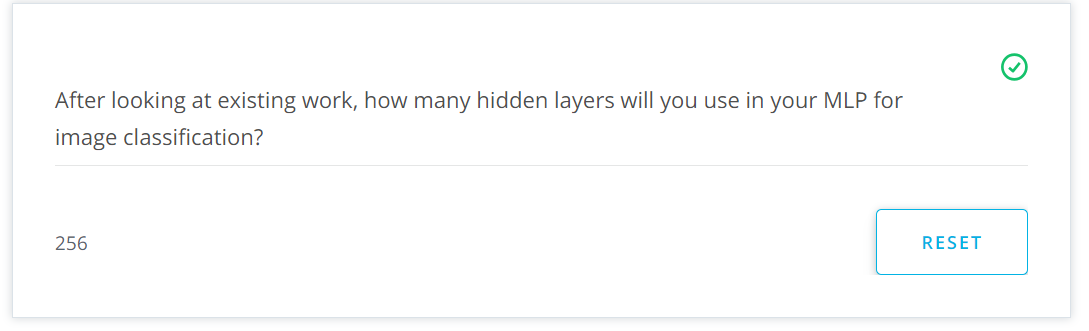 After looking at existing work, how many hidden layers will you use in your MLP for
image classification?
256
RESET